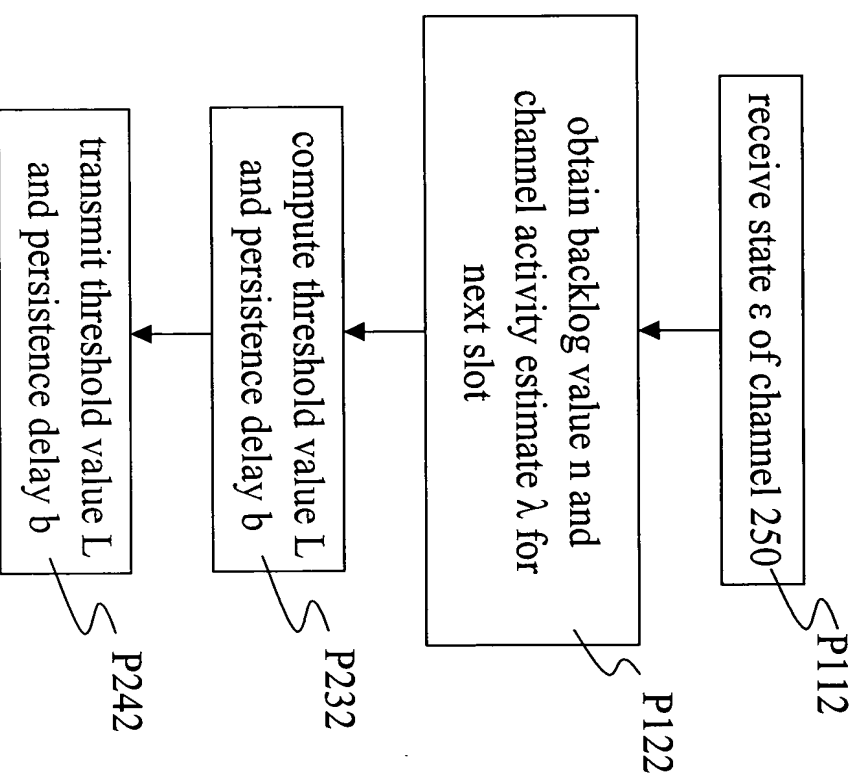 receive state ε of channel 250
P112
obtain backlog value n and
channel activity estimate λ for
next slot
P122
compute threshold value L
and persistence delay b
P232
transmit threshold value L
and persistence delay b
P242